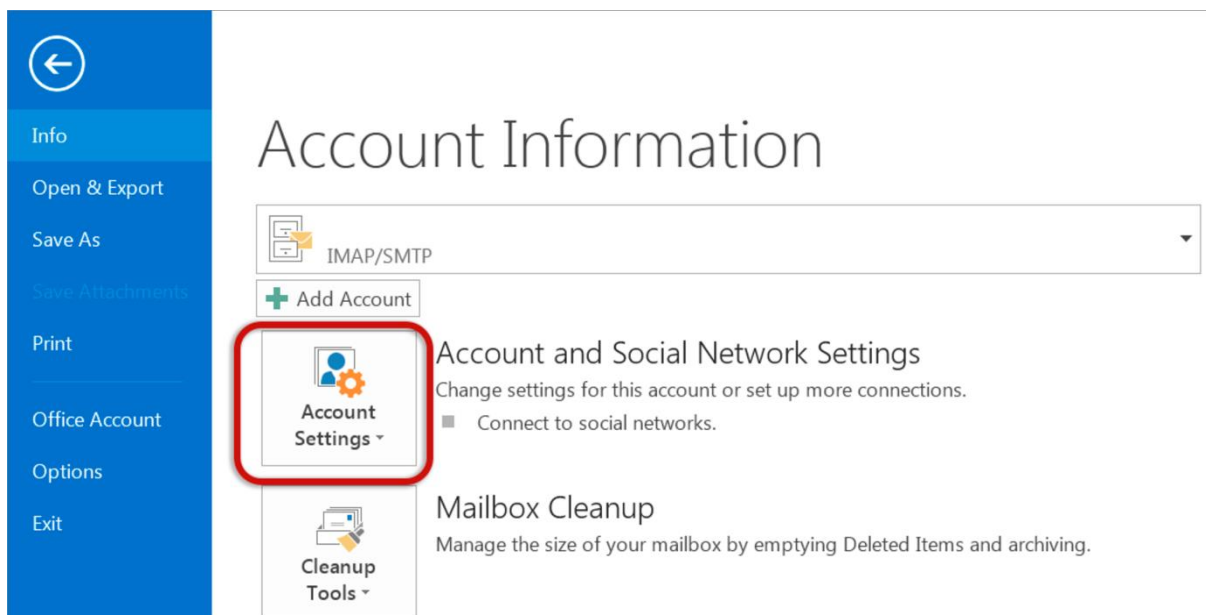 Info
Open & Export
Save As
Save Attachments
Print
Office Account
Options
Exit
Account Information
IMAP/SMTP
Add Account
Account
Settings
Account and Social Network Settings
Change settings for this account or set up more connections.
Connect to social networks.
Cleanup
Tools
Mailbox Cleanup
Manage the size of your mailbox by emptying Deleted Items and archiving.